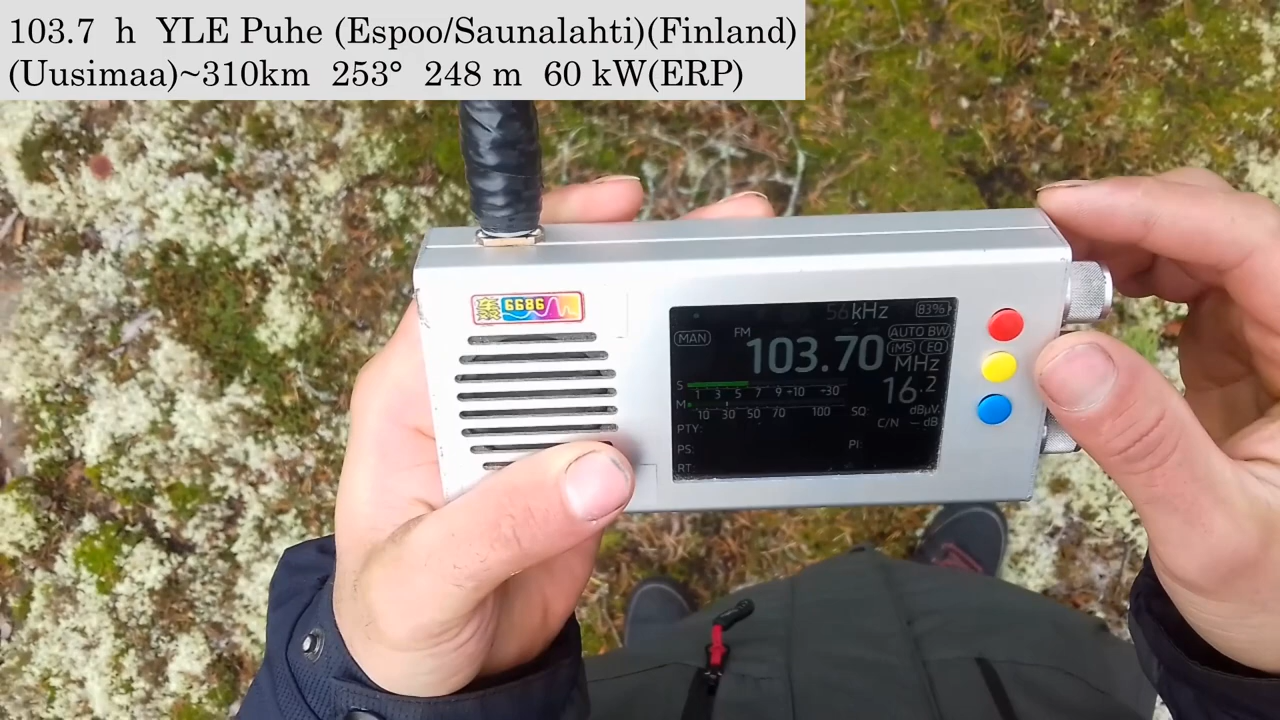 103.7 h YLE Puhe (Espoo/Saunalahti)(Finland)
(Uusimaa)~310km 253° 248 m 60 kW(ERP)
6686
56kHz 83%
MAN FM 103.70 MHz AUTO BW
iMS EQ
S 1 3 5 7 9 +10 +30 16.2
M 10 30 50 70 100 SQ: dBµV
PTY: C/N — dB
PS: PI:
RT: